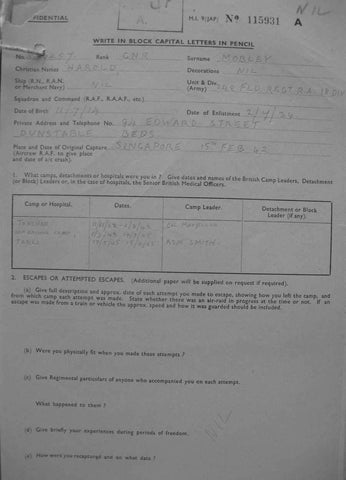 NIL
FIDENTIAL A. M.I. 9/JAP/ Nº 115931 A
WRITE IN BLOCK CAPITAL LETTERS IN PENCIL
No. Rank GNR Surname MOBLEY
Christian Names HAROLD Decorations NIL
Ship (R.N., R.A.N. or Merchant Navy) NIL Unit & Div. (Army) FLD REGT R.A. 18 DIV
Squadron and Command (R.A.F., R.A.A.F., etc.)
Date of Birth Date of Enlistment
Private Address and Telephone No. 94 EDWARD STREET
DUNSTABLE BEDS
Place and Date of Original Capture SINGAPORE 15th FEB 42
(Aircrew R.A.F. to give place
and date of a/c crash)
1. What camps, detachments or hospitals were you in? Give dates and names of the British Camp Leaders, Detachment
(or Block) Leaders or, in the case of hospitals, the Senior British Medical Officers.
Camp or Hospital. Dates. Camp Leader. Detachment or Block Leader (if any).
CAMP
RSM SMITH
2. ESCAPES OR ATTEMPTED ESCAPES. (Additional paper will be supplied on request if required).
(a) Give full description and approx. date of each attempt you made to escape, showing how you left the camp, and
from which camp each attempt was made. State whether there was an air-raid in progress at the time or not. If an
escape was made from a train or vehicle the approx. speed and how it was guarded should be included.
(b) Were you physically fit when you made these attempts?
(c) Give Regimental particulars of anyone who accompanied you on each attempt.
What happened to them?
NIL
(d) Give briefly your experiences during periods of freedom.
(e) How were you recaptured and on what date?